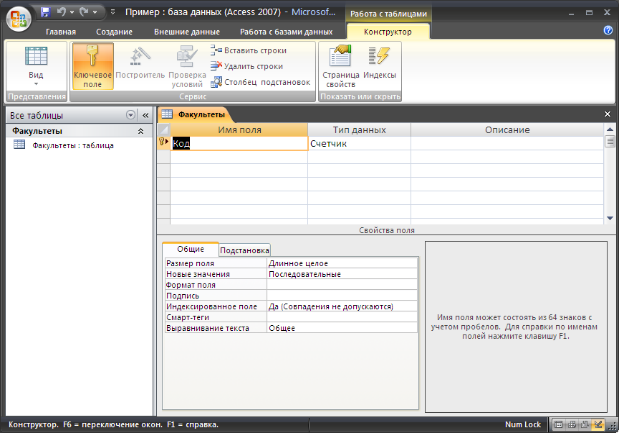 Пример : база данных (Access 2007) - Microsof...
Работа с таблицами
Главная Создание Внешние данные Работа с базами данных Конструктор
Вид
Ключевое поле
Построитель
Проверка условий
Вставить строки
Удалить строки
Столбец подстановок
Страница свойств
Индексы
Представления
Сервис
Показать или скрыть
Все таблицы
Факультеты
Факультеты : таблица
Факультеты
Имя поля Тип данных Описание
Код Счетчик
Свойства поля
Общие Подстановка
Размер поля Длинное целое
Новые значения Последовательные
Формат поля
Подпись
Индексированное поле Да (Совпадения не допускаются)
Смарт-теги
Выравнивание текста Общее
Имя поля может состоять из 64 знаков с
учетом пробелов. Для справки по именам
полей нажмите клавишу F1.
Конструктор. F6 = переключение окон. F1 = справка. Num Lock